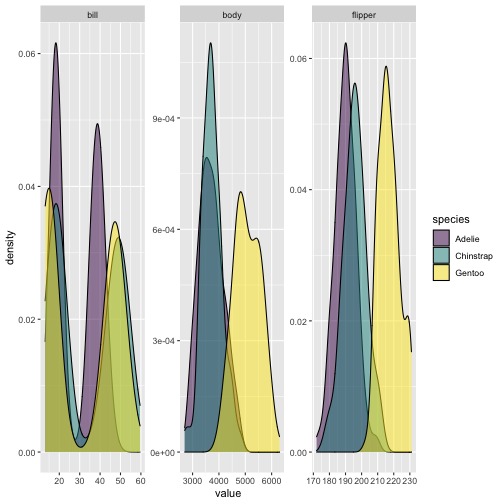 bill
body
flipper
0.06
0.04
0.02
0.00
9e-04
6e-04
3e-04
0e+00
0.06
0.04
0.02
0.00
20 30 40 50 60
3000 4000 5000 6000
170 180 190 200 210 220 230
density
value
species
Adelie
Chinstrap
Gentoo